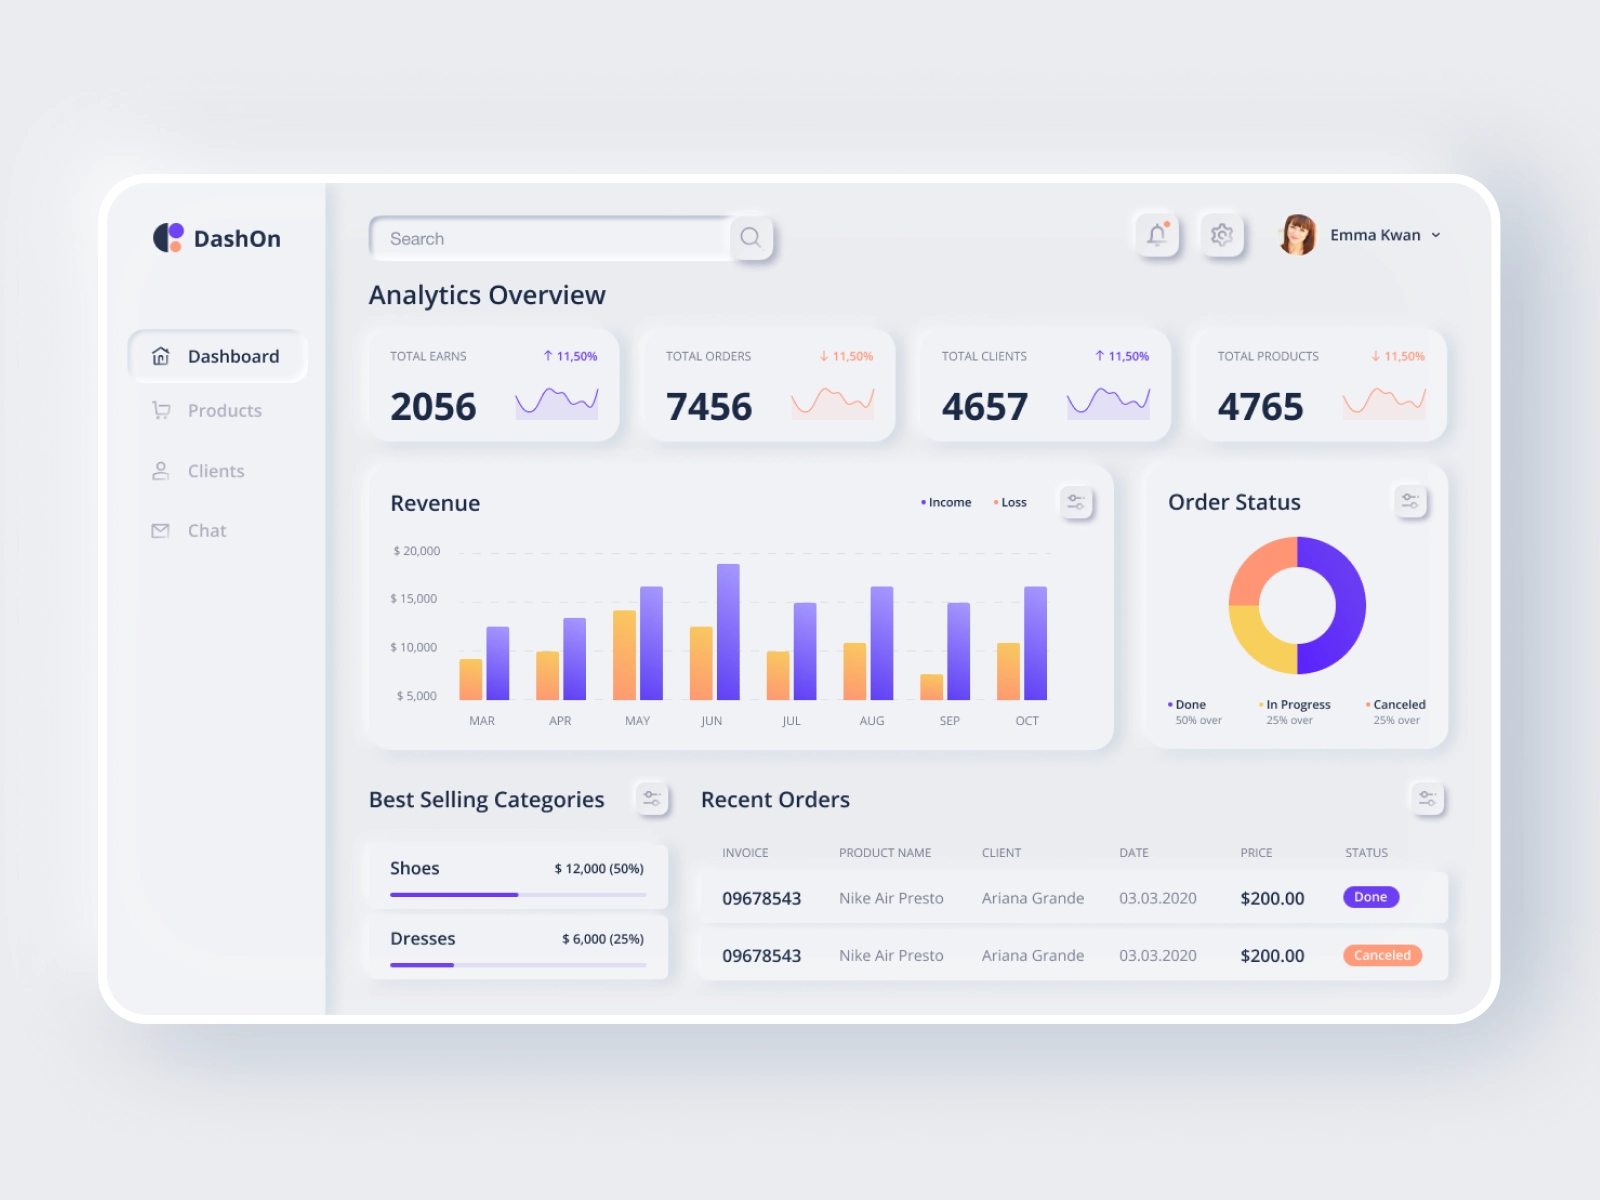 DashOn
Search
Emma Kwan
Dashboard
Products
Clients
Chat
Analytics Overview
TOTAL EARNS ↑ 11,50%
2056
TOTAL ORDERS ↓ 11,50%
7456
TOTAL CLIENTS ↑ 11,50%
4657
TOTAL PRODUCTS ↓ 11,50%
4765
Revenue
Income Loss
$ 20,000
$ 15,000
$ 10,000
$ 5,000
MAR APR MAY JUN JUL AUG SEP OCT
Order Status
Done In Progress Canceled
50% over 25% over 25% over
Best Selling Categories
Shoes $ 12,000 (50%)
Dresses $ 6,000 (25%)
Recent Orders
INVOICE PRODUCT NAME CLIENT DATE PRICE STATUS
09678543 Nike Air Presto Ariana Grande 03.03.2020 $200.00 Done
09678543 Nike Air Presto Ariana Grande 03.03.2020 $200.00 Canceled